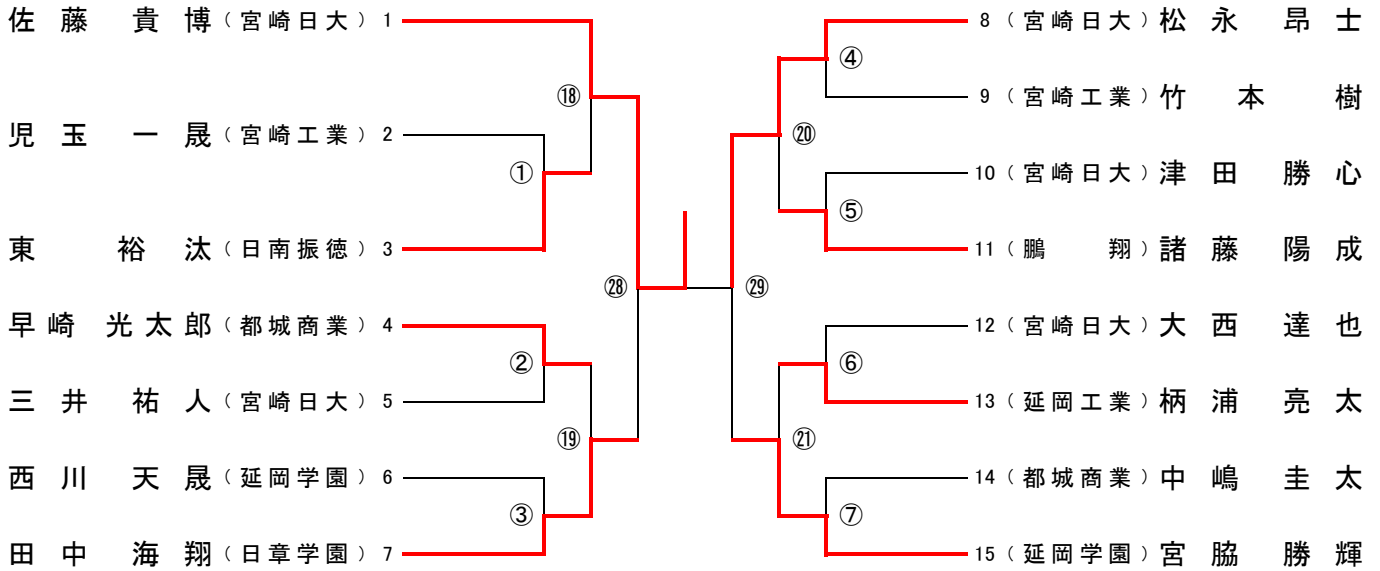 佐藤 貴博（宮崎日大）1
児玉 一晟（宮崎工業）2
東 裕汰（日南振徳）3
早崎 光太郎（都城商業）4
三井 祐人（宮崎日大）5
西川 天晟（延岡学園）6
田中 海翔（日章学園）7
⑱
①
②
⑲
③
㉘
㉙
④
⑳
⑤
⑥
㉑
⑦
8（宮崎日大）松永 昂士
9（宮崎工業）竹本 樹
10（宮崎日大）津田 勝心
11（鵬翔）諸藤 陽成
12（宮崎日大）大西 達也
13（延岡工業）柄浦 亮太
14（都城商業）中嶋 圭太
15（延岡学園）宮脇 勝輝